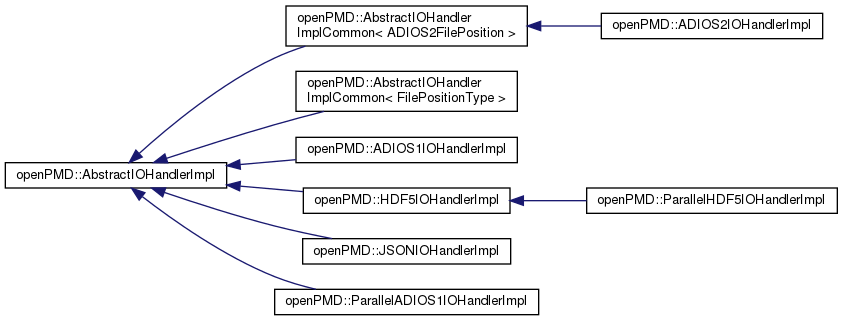 openPMD::AbstractIOHandler
ImplCommon< ADIOS2FilePosition >
openPMD::ADIOS2IOHandlerImpl
openPMD::AbstractIOHandler
ImplCommon< FilePositionType >
openPMD::ADIOS1IOHandlerImpl
openPMD::AbstractIOHandlerImpl
openPMD::HDF5IOHandlerImpl
openPMD::ParallelHDF5IOHandlerImpl
openPMD::JSONIOHandlerImpl
openPMD::ParallelADIOS1IOHandlerImpl